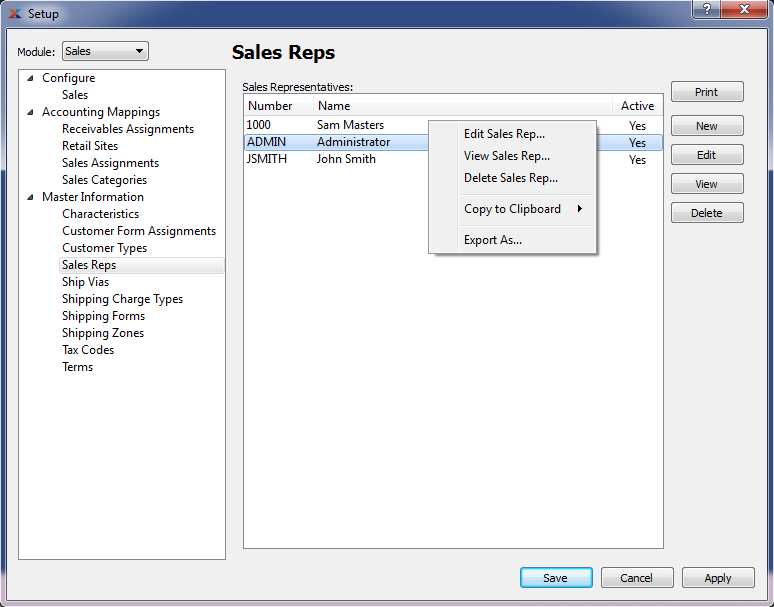 Setup
?
X
Module: Sales
Sales Reps
Configure
Sales
Accounting Mappings
Receivables Assignments
Retail Sites
Sales Assignments
Sales Categories
Master Information
Characteristics
Customer Form Assignments
Customer Types
Sales Reps
Ship Vias
Shipping Charge Types
Shipping Forms
Shipping Zones
Tax Codes
Terms
Sales Representatives:
Number Name Active
1000 Sam Masters Yes
ADMIN Administrator Yes
JSMITH John Smith Yes
Edit Sales Rep...
View Sales Rep...
Delete Sales Rep...
Copy to Clipboard
Export As...
Print
New
Edit
View
Delete
Save Cancel Apply